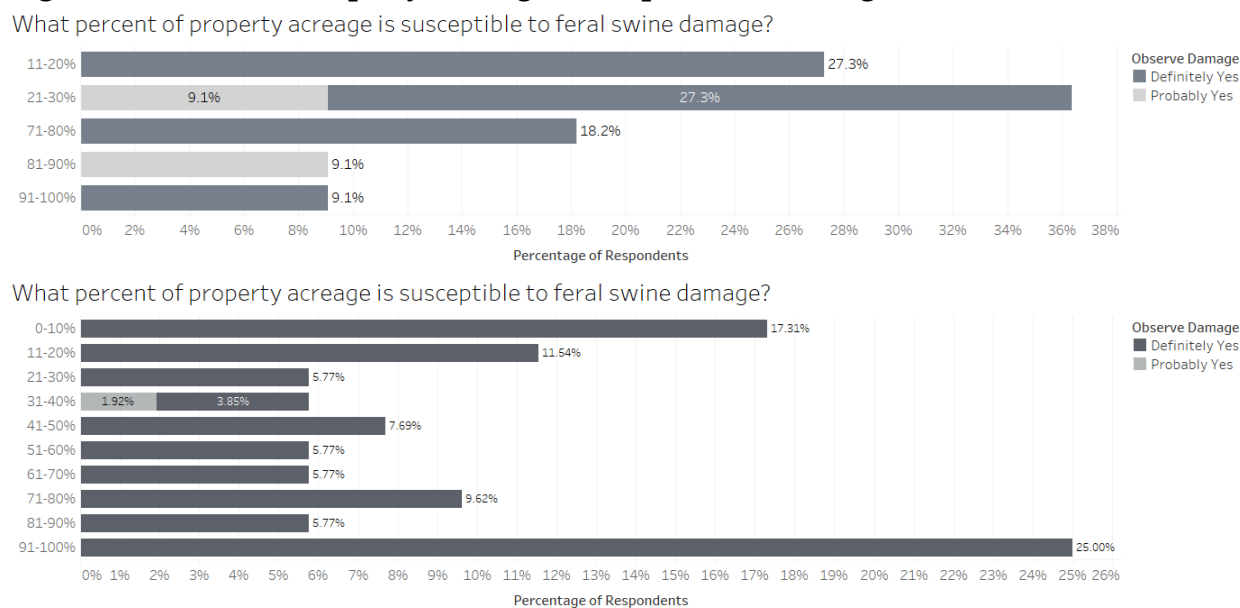 What percent of property acreage is susceptible to feral swine damage?
11-20%
27.3%
21-30%
9.1%
27.3%
71-80%
18.2%
81-90%
9.1%
91-100%
9.1%
0% 2% 4% 6% 8% 10% 12% 14% 16% 18% 20% 22% 24% 26% 28% 30% 32% 34% 36% 38%
Percentage of Respondents
Observe Damage
Definitely Yes
Probably Yes
What percent of property acreage is susceptible to feral swine damage?
0-10%
17.31%
11-20%
11.54%
21-30%
5.77%
31-40%
1.92%
3.85%
41-50%
7.69%
51-60%
5.77%
61-70%
5.77%
71-80%
9.62%
81-90%
5.77%
91-100%
25.00%
0% 1% 2% 3% 4% 5% 6% 7% 8% 9% 10% 11% 12% 13% 14% 15% 16% 17% 18% 19% 20% 21% 22% 23% 24% 25% 26%
Percentage of Respondents
Observe Damage
Definitely Yes
Probably Yes